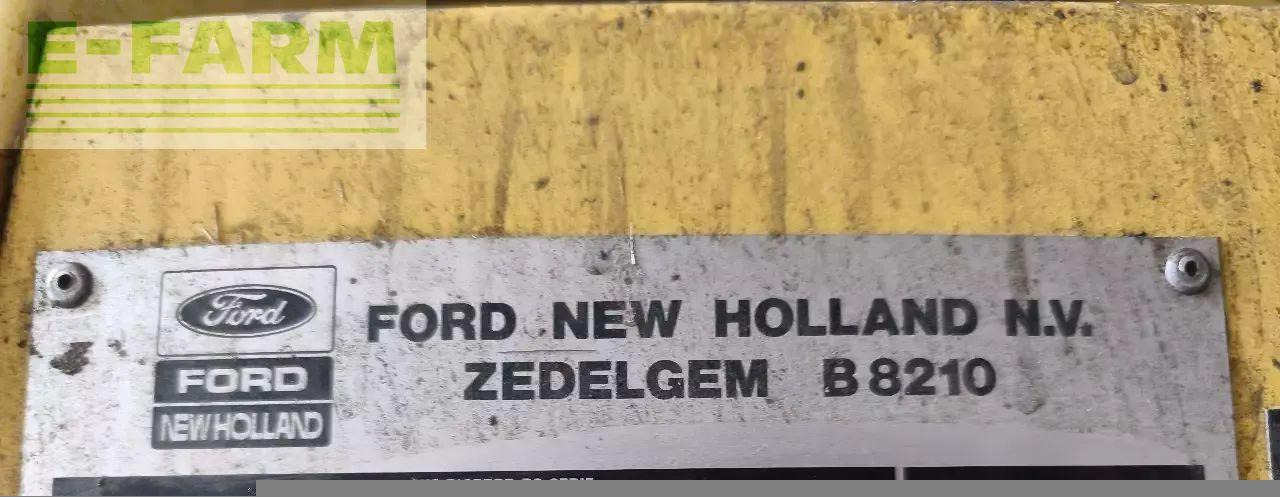 E-FARM
Ford
FORD
NEW HOLLAND
FORD NEW HOLLAND N.V.
ZEDELGEM B 8210